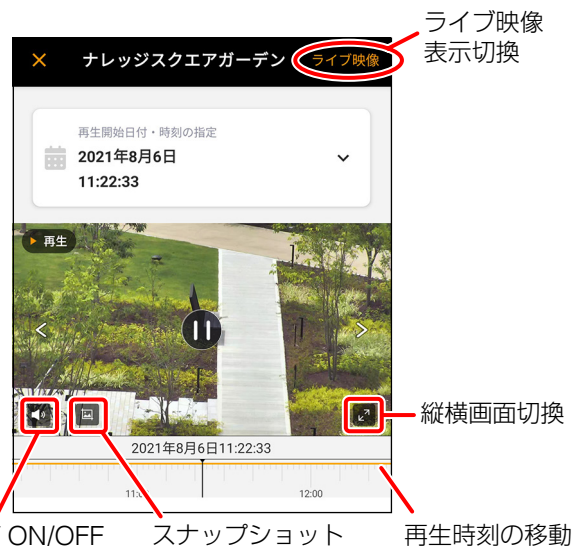 ライブ映像
表示切換
× ナレッジスクエアガーデン ライブ映像
再生開始日付・時刻の指定
2021年8月6日
11:22:33
再生
縦横画面切換
2021年8月6日11:22:33
12:00
ON/OFF スナップショット 再生時刻の移動